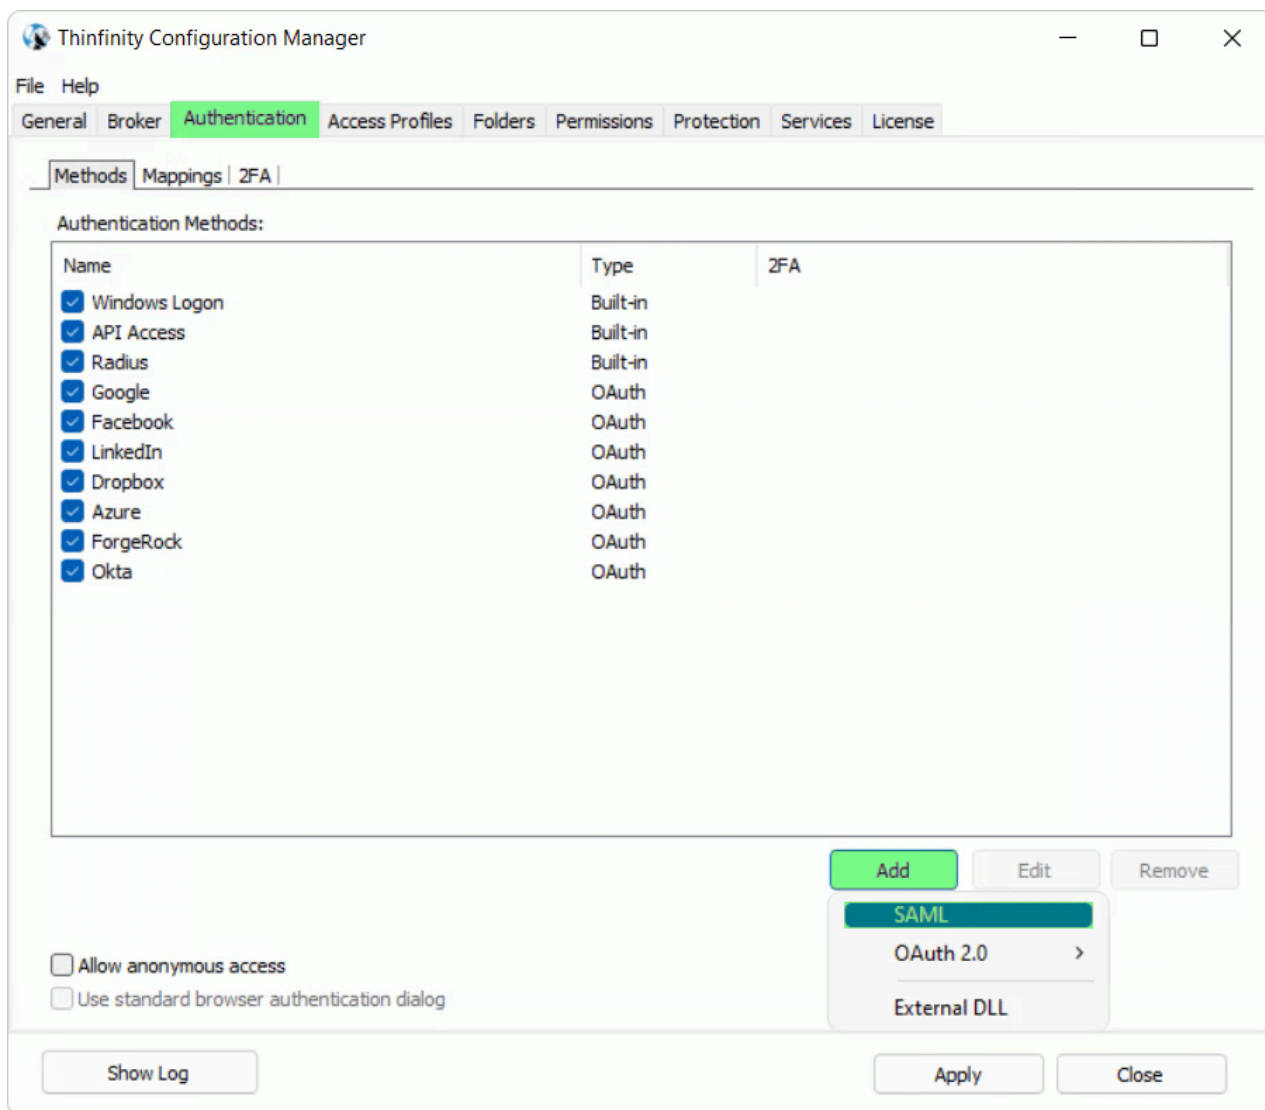 Thinfinity Configuration Manager
File Help
General Broker Authentication Access Profiles Folders Permissions Protection Services License
Methods Mappings 2FA
Authentication Methods:
Name Type 2FA
Windows Logon Built-in
API Access Built-in
Radius Built-in
Google OAuth
Facebook OAuth
LinkedIn OAuth
Dropbox OAuth
Azure OAuth
ForgeRock OAuth
Okta OAuth
Add Edit Remove
SAML
OAuth 2.0
External DLL
Allow anonymous access
Use standard browser authentication dialog
Show Log Apply Close